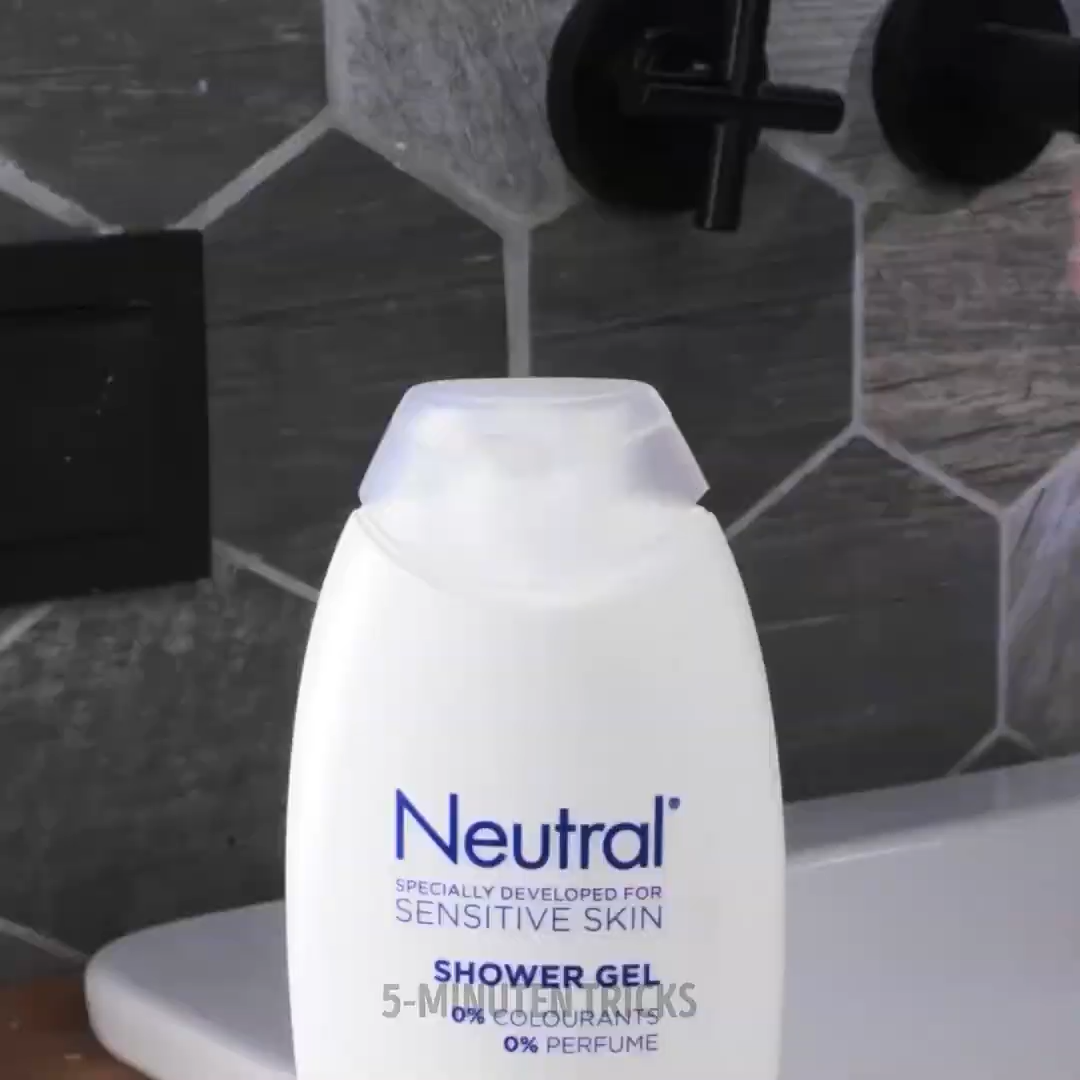 Neutral®
SPECIALLY DEVELOPED FOR
SENSITIVE SKIN
SHOWER GEL
5-MINUTEN TRICKS
0% COLOURANTS
0% PERFUME